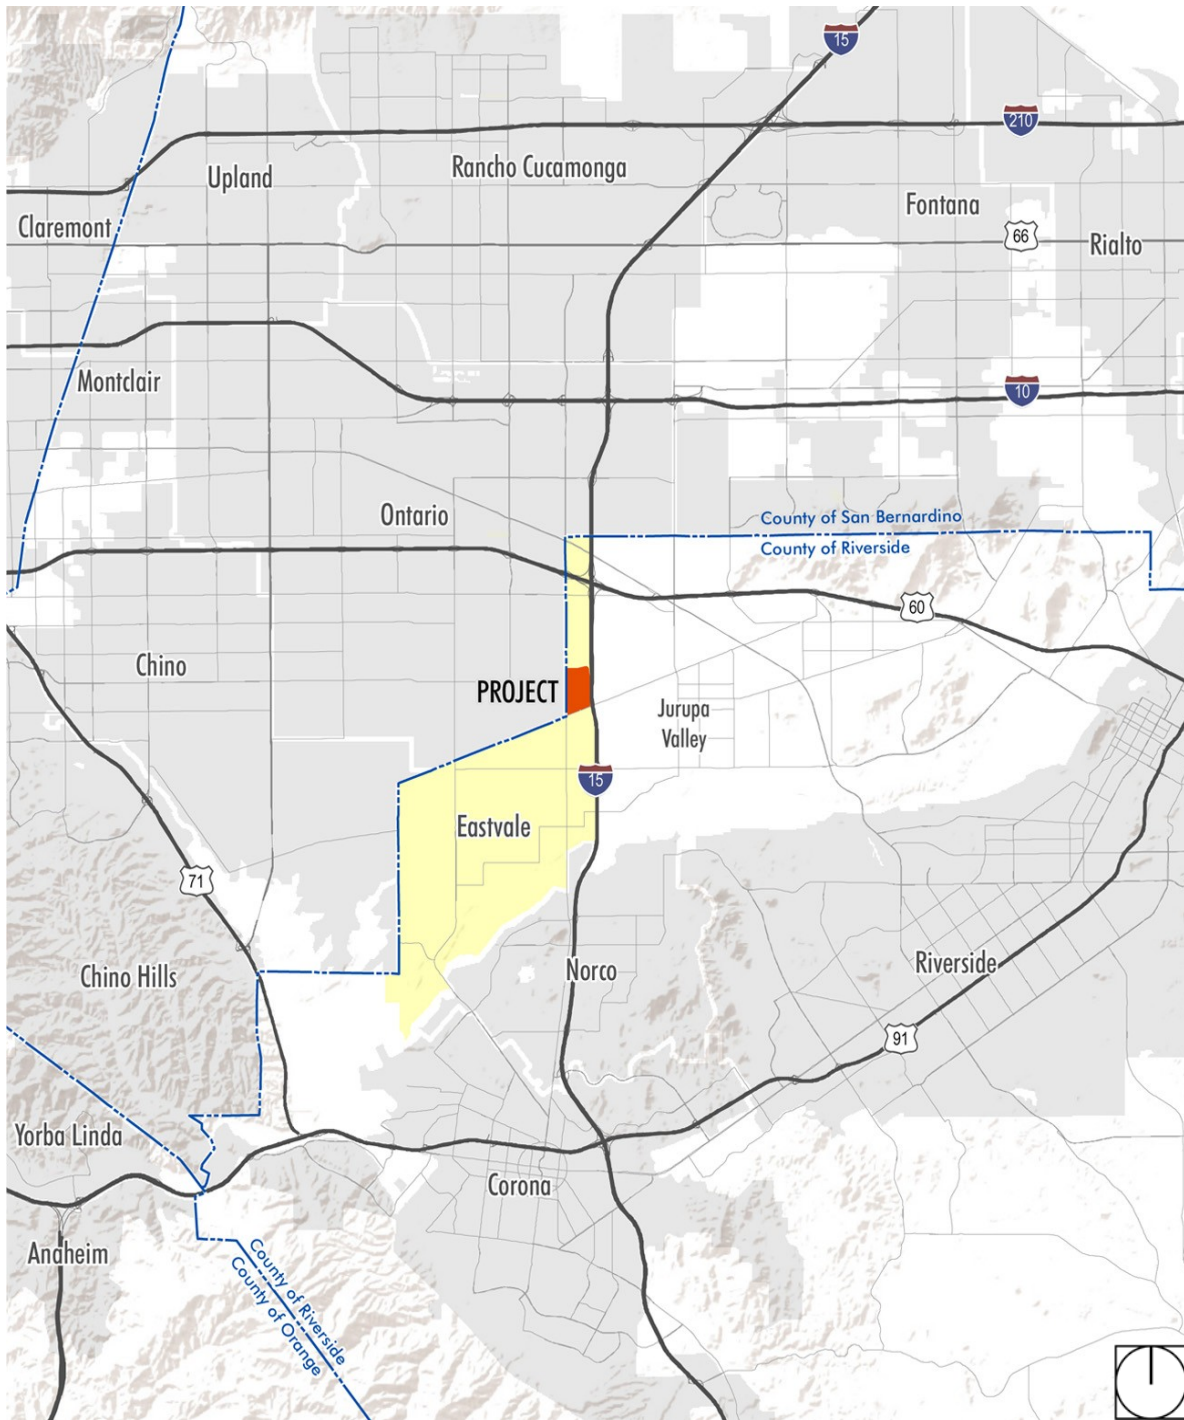 15
210
Upland
Rancho Cucamonga
Fontana
Claremont
66
Rialto
Montclair
10
Ontario
County of San Bernardino
County of Riverside
60
Chino
PROJECT
Jurupa
Valley
15
Eastvale
71
Chino Hills
Norco
Riverside
91
Yorba Linda
Corona
Anaheim
County of Riverside
County of Orange